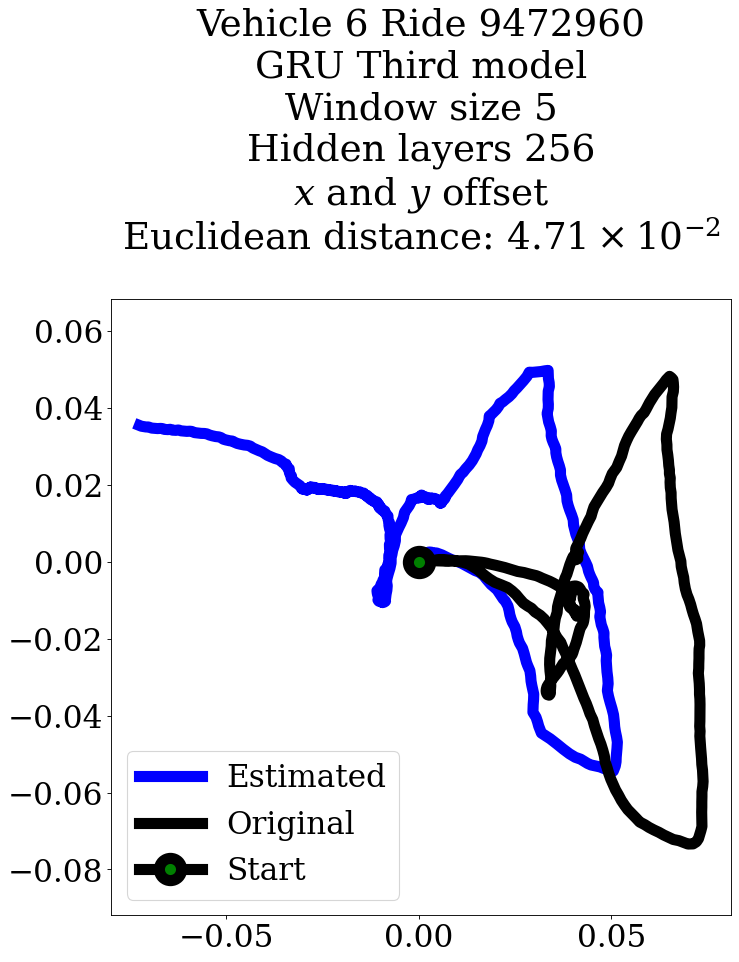 Vehicle 6 Ride 9472960
GRU Third model
Window size 5
Hidden layers 256
x and y offset
Euclidean distance: 4.71 × 10⁻²
0.06
0.04
0.02
0.00
−0.02
−0.04
−0.06
−0.08
Estimated
Original
Start
−0.05 0.00 0.05